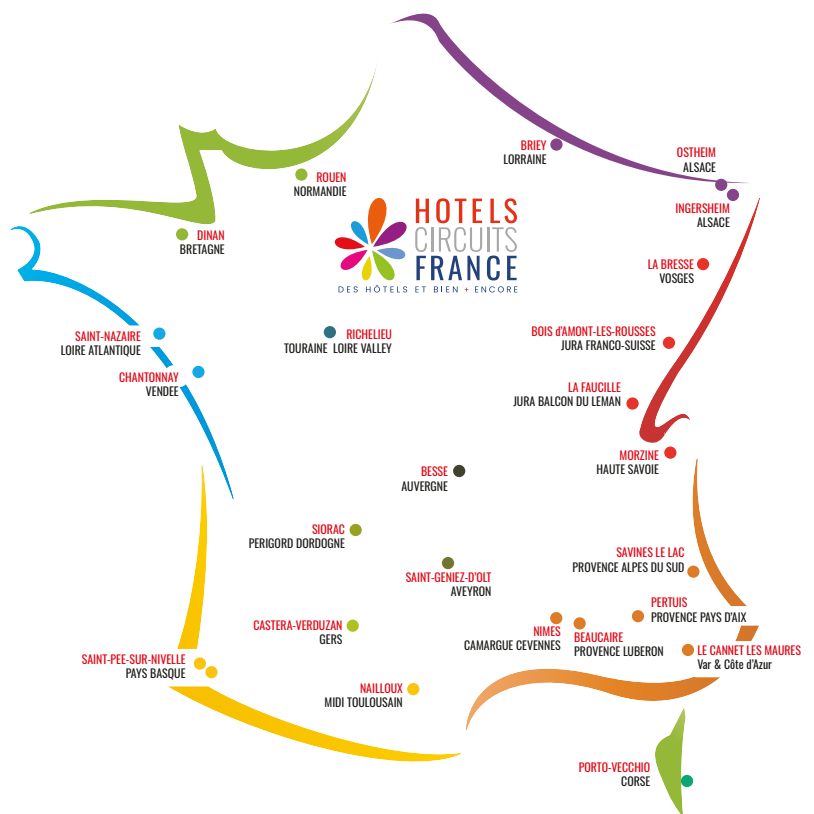 BRIEY
LORRAINE
OSTHEIM
ALSACE
ROUEN
NORMANDIE
INGERSHEIM
ALSACE
HOTELS
CIRCUITS
FRANCE
DES HÔTELS ET BIEN + ENCORE
DINAN
BRETAGNE
LA BRESSE
VOSGES
SAINT-NAZAIRE
LOIRE ATLANTIQUE
RICHELIEU
TOURAINE LOIRE VALLEY
BOIS d'AMONT-LES-ROUSSES
JURA FRANCO-SUISSE
CHANTONNAY
VENDEE
LA FAUCILLE
JURA BALCON DU LEMAN
MORZINE
HAUTE SAVOIE
BESSE
AUVERGNE
SIORAC
PERIGORD DORDOGNE
SAVINES LE LAC
PROVENCE ALPES DU SUD
SAINT-GENIEZ-D'OLT
AVEYRON
PERTUIS
PROVENCE PAYS D'AIX
CASTERA-VERDUZAN
GERS
NIMES
CAMARGUE CEVENNES
BEAUCAIRE
PROVENCE LUBERON
LE CANNET LES MAURES
Var & Côte d'Azur
SAINT-PEE-SUR-NIVELLE
PAYS BASQUE
NAILLOUX
MIDI TOULOUSAIN
PORTO-VECCHIO
CORSE